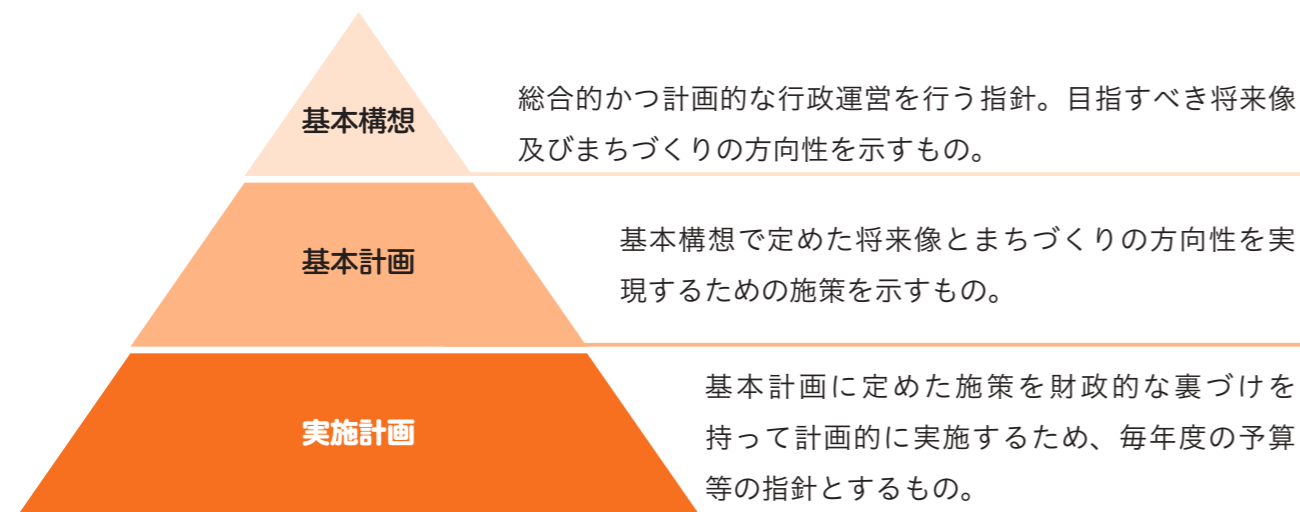 基本構想
総合的かつ計画的な行政運営を行う指針。目指すべき将来像
及びまちづくりの方向性を示すもの。
基本計画
基本構想で定めた将来像とまちづくりの方向性を実
現するための施策を示すもの。
実施計画
基本計画に定めた施策を財政的な裏づけを
持って計画的に実施するため、毎年度の予算
等の指針とするもの。